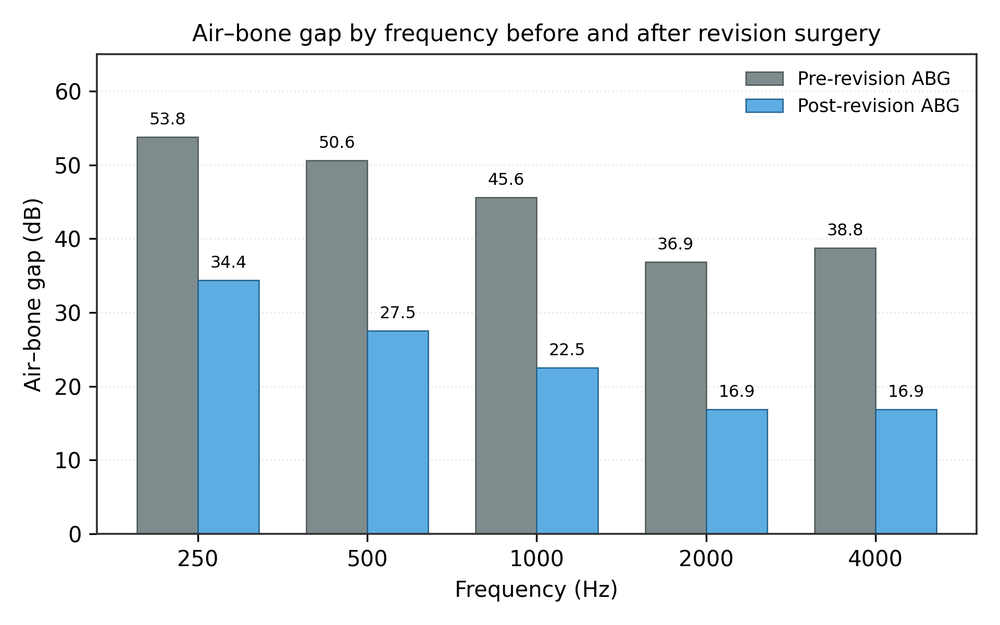 Air–bone gap by frequency before and after revision surgery
Pre-revision ABG
Post-revision ABG
Air–bone gap (dB)
60
50
40
30
20
10
0
53.8
34.4
50.6
27.5
45.6
22.5
36.9
16.9
38.8
16.9
250 500 1000 2000 4000
Frequency (Hz)